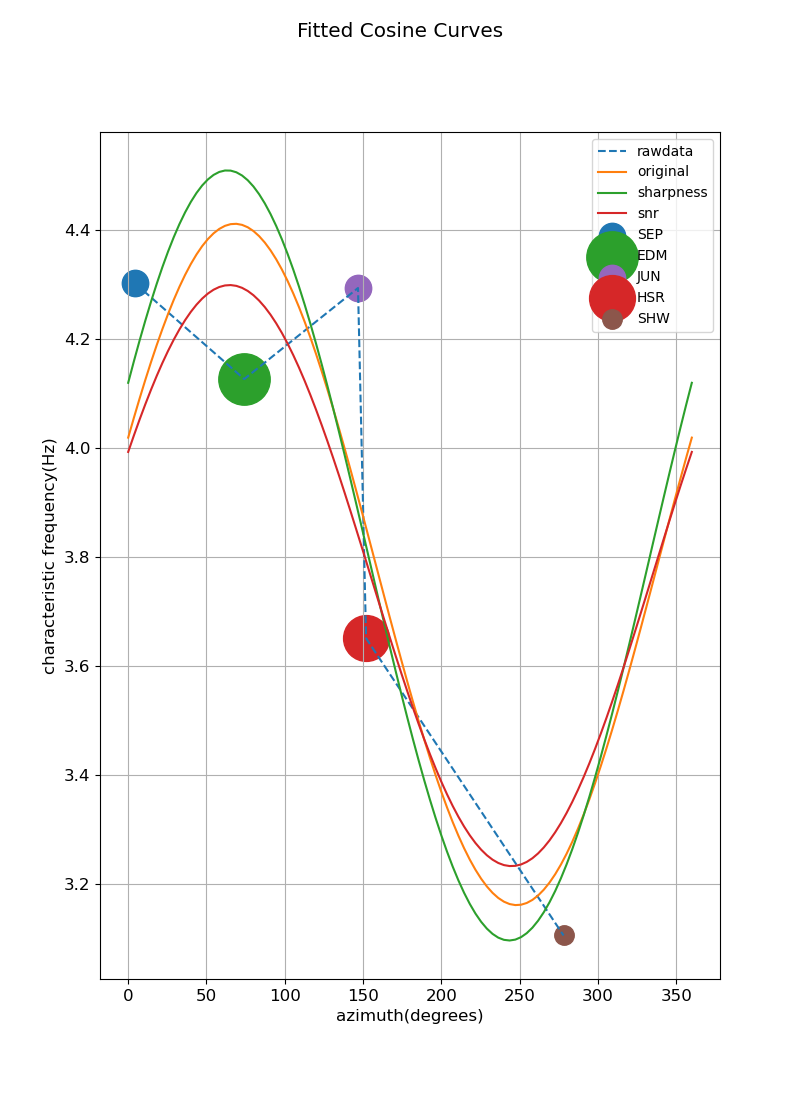 Fitted Cosine Curves
rawdata
original
sharpness
snr
SEP
EDM
JUN
HSR
SHW
4.4
4.2
4.0
3.8
3.6
3.4
3.2
characteristic frequency(Hz)
0 50 100 150 200 250 300 350
azimuth(degrees)